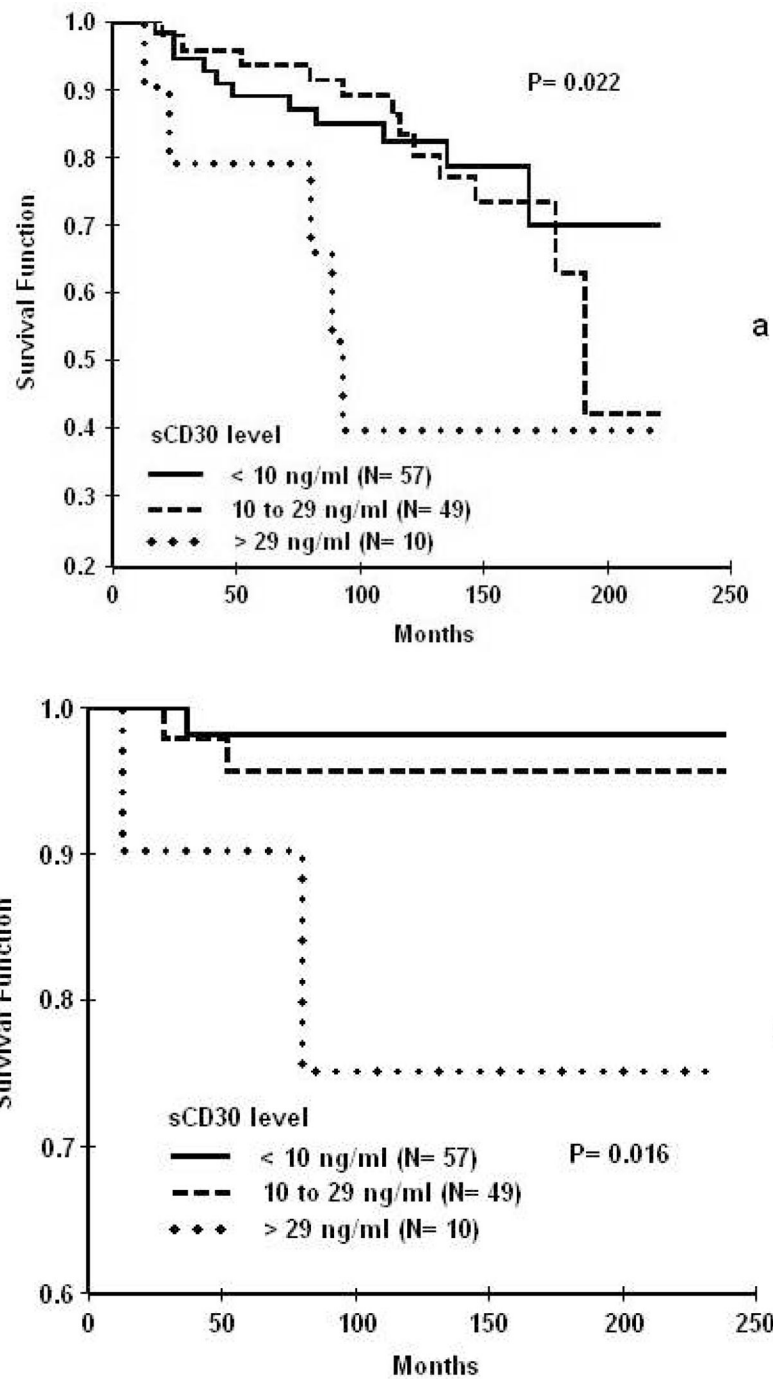 1.0
0.9
0.8
0.7
0.6
0.5
0.4
0.3
0.2
Survival Function
P= 0.022
a
sCD30 level
< 10 ng/ml (N= 57)
10 to 29 ng/ml (N= 49)
> 29 ng/ml (N= 10)
0 50 100 150 200 250
Months
1.0
0.9
0.8
0.7
0.6
Survival Function
sCD30 level
< 10 ng/ml (N= 57)
P= 0.016
10 to 29 ng/ml (N= 49)
> 29 ng/ml (N= 10)
0 50 100 150 200 250
Months